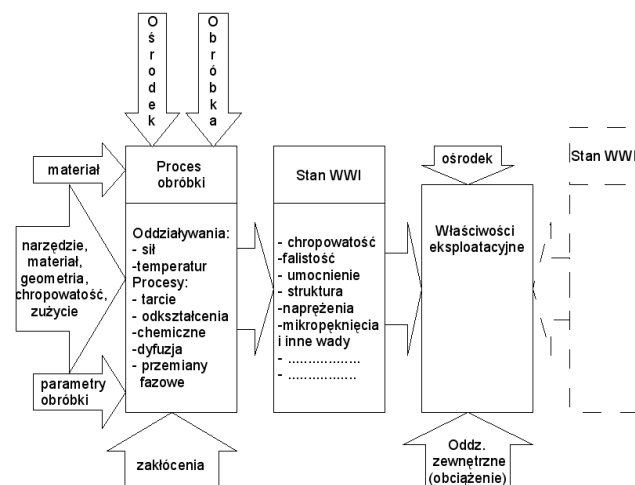 Ośrodek
Obróbka
materiał
narzędzie,
materiał,
geometria,
chropowatość,
zużycie
parametry
obróbki
Proces
obróbki
Oddziaływania:
- sił
-temperatur
Procesy:
- tarcie
- odkształcenia
-chemiczne
-dyfuzja
- przemiany
fazowe
zakłócenia
Stan WWI
- chropowatość
-falistość
- umocnienie
- struktura
-naprężenia
-mikropęknięcia
i inne wady
- ...................
- .................
ośrodek
Właściwości
eksploatacyjne
Oddz.
zewnętrzne
(obciążenie)
Stan WWI